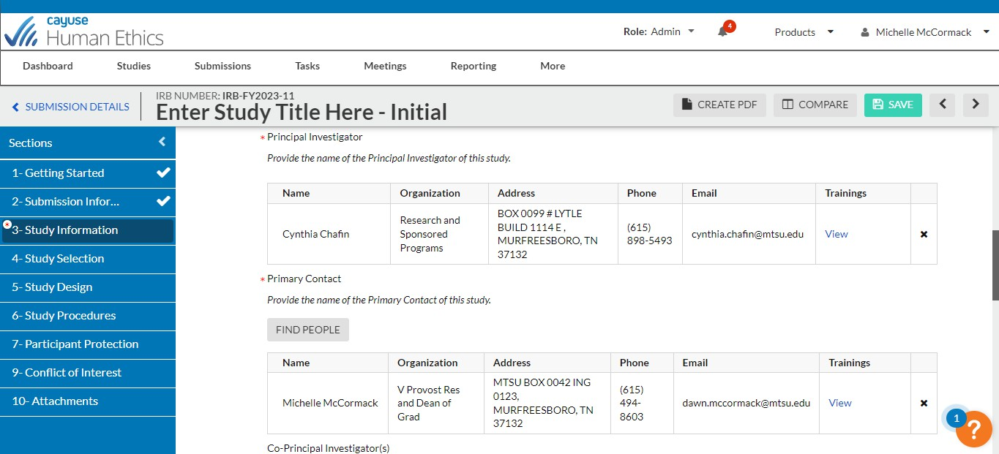 cayuse
Human Ethics
Role: Admin
4
Products
Michelle McCormack
Dashboard
Studies
Submissions
Tasks
Meetings
Reporting
More
SUBMISSION DETAILS
IRB NUMBER: IRB-FY2023-11
Enter Study Title Here - Initial
CREATE PDF
COMPARE
SAVE
Sections
1- Getting Started
2- Submission Infor...
3- Study Information
4- Study Selection
5- Study Design
6- Study Procedures
7- Participant Protection
9- Conflict of Interest
10- Attachments
* Principal Investigator
Provide the name of the Principal Investigator of this study.
Name Organization Address Phone Email Trainings
Cynthia Chafin
Research and
Sponsored
Programs
BOX 0099 # LYTLE
BUILD 1114 E ,
MURFREESBORO, TN
37132
(615)
898-5493
cynthia.chafin@mtsu.edu
View
* Primary Contact
Provide the name of the Primary Contact of this study.
FIND PEOPLE
Name Organization Address Phone Email Trainings
Michelle McCormack
V Provost Res
and Dean of
Grad
MTSU BOX 0042 ING
0123,
MURFREESBORO, TN
37132
(615)
494-
8603
dawn.mccormack@mtsu.edu
View
Co-Principal Investigator(s)
1
?